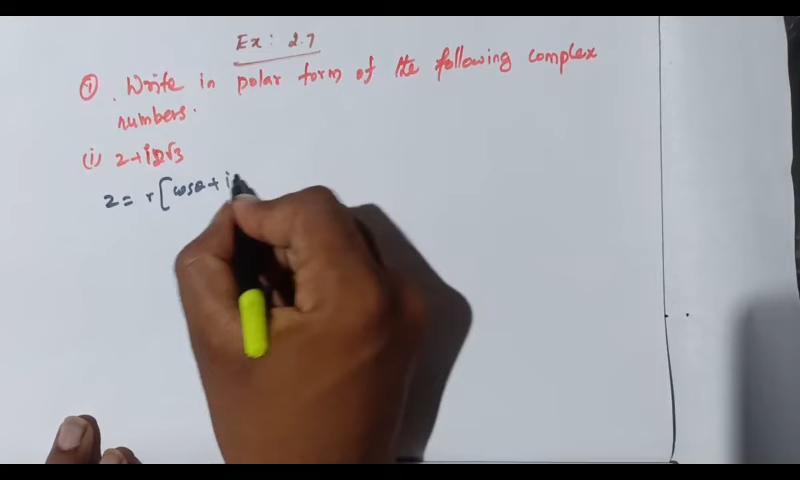 Ex: 2.7
① . Write in polar form of the following complex
numbers.
(i) 2+i2√3
z = r[cosθ + i